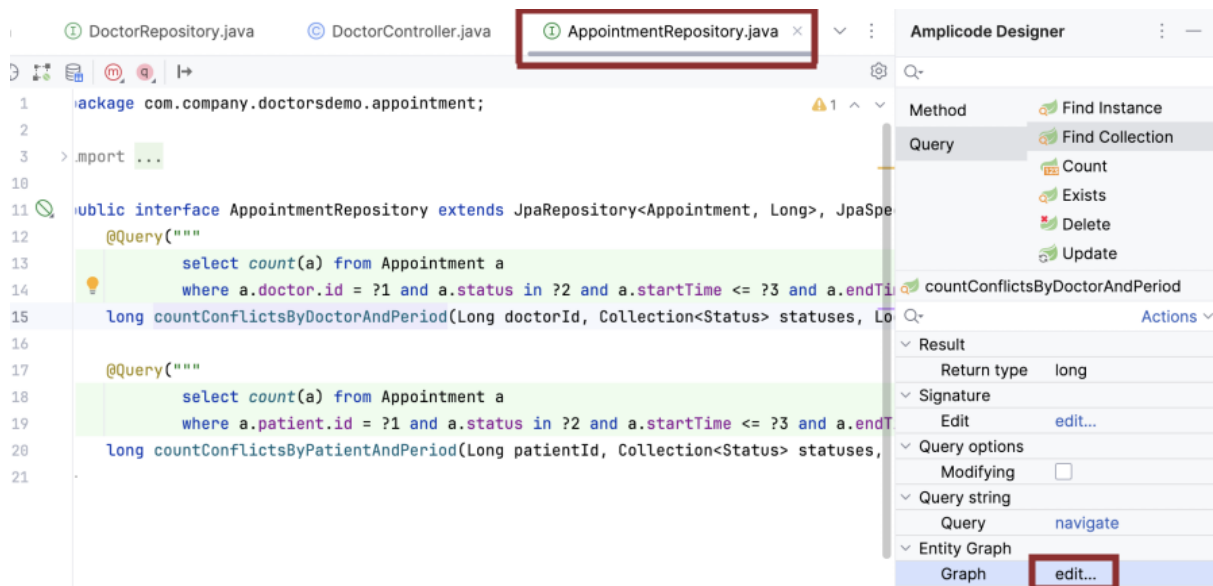 DoctorRepository.java DoctorController.java AppointmentRepository.java Amplicode Designer
1 package com.company.doctorsdemo.appointment; 1
2
3 import ...
10
11 public interface AppointmentRepository extends JpaRepository<Appointment, Long>, JpaSpe
12 @Query("""
13 select count(a) from Appointment a
14 where a.doctor.id = ?1 and a.status in ?2 and a.startTime <= ?3 and a.endTi
15 long countConflictsByDoctorAndPeriod(Long doctorId, Collection<Status> statuses, Lo
16
17 @Query("""
18 select count(a) from Appointment a
19 where a.patient.id = ?1 and a.status in ?2 and a.startTime <= ?3 and a.endT
20 long countConflictsByPatientAndPeriod(Long patientId, Collection<Status> statuses,
21
Method
Query
Find Instance
Find Collection
Count
Exists
Delete
Update
countConflictsByDoctorAndPeriod
Actions
Result
Return type long
Signature
Edit edit...
Query options
Modifying
Query string
Query navigate
Entity Graph
Graph edit...